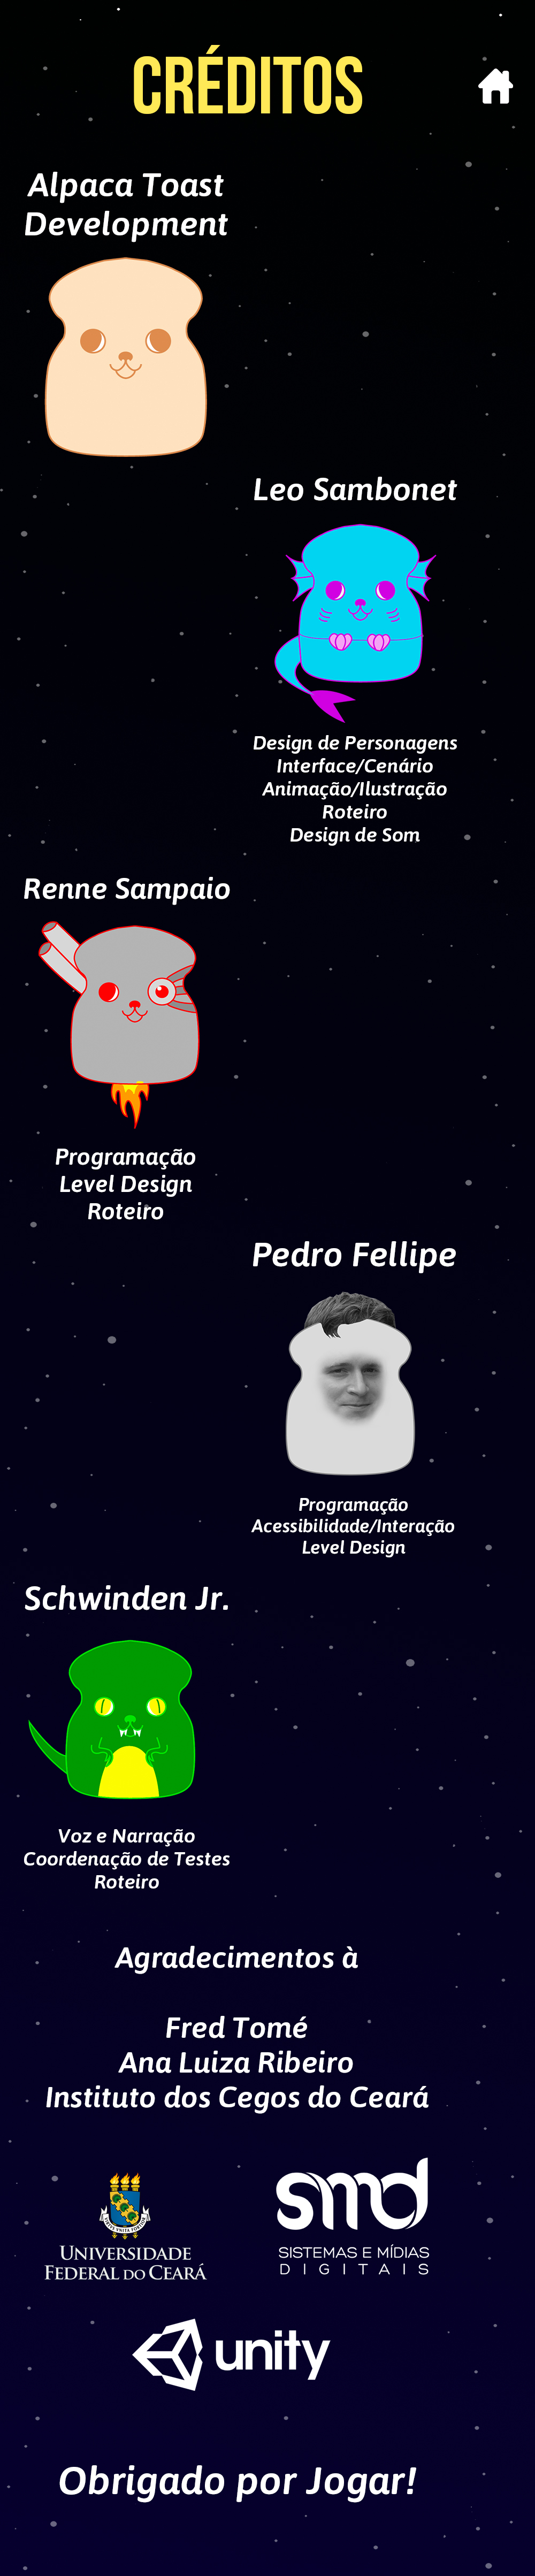 CRÉDITOS
Alpaca Toast
Development
Leo Sambonet
Design de Personagens
Interface/Cenário
Animação/Ilustração
Roteiro
Design de Som
Renne Sampaio
Programação
Level Design
Roteiro
Pedro Fellipe
Programação
Acessibilidade/Interação
Level Design
Schwinden Jr.
Voz e Narração
Coordenação de Testes
Roteiro
Agradecimentos à
Fred Tomé
Ana Luiza Ribeiro
Instituto dos Cegos do Ceará
UNIVERSIDADE
FEDERAL DO CEARÁ
smd
SISTEMAS E MÍDIAS
DIGITAIS
unity
Obrigado por Jogar!